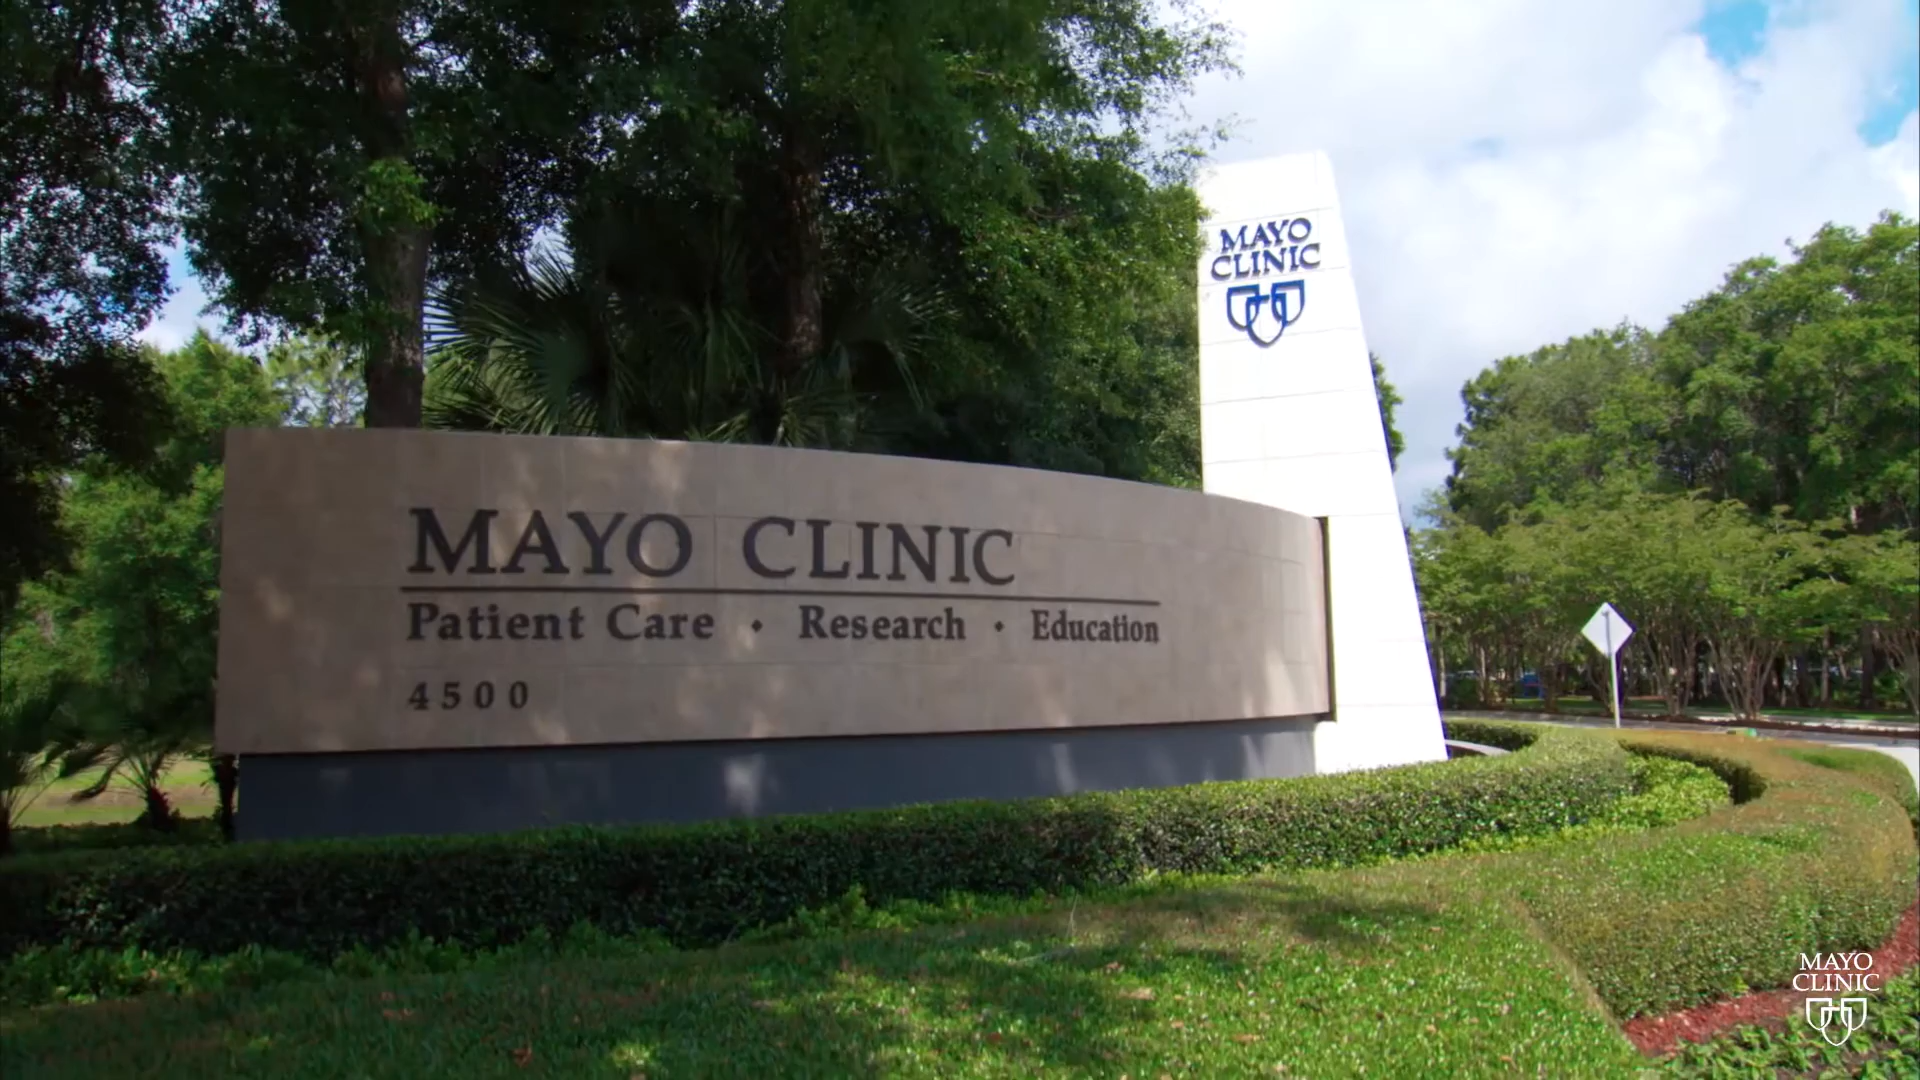 MAYO
CLINIC
MAYO CLINIC
Patient Care • Research • Education
4500
MAYO
CLINIC